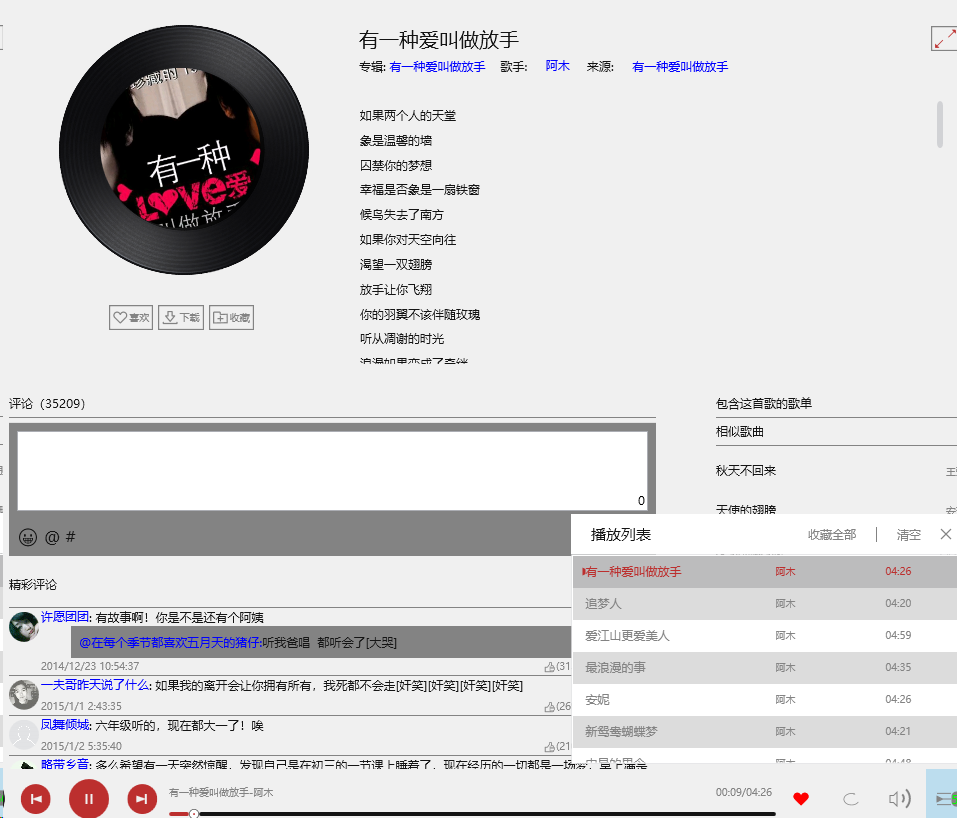 有一种爱叫做放手
专辑: 有一种爱叫做放手 歌手: 阿木 来源: 有一种爱叫做放手
有一种
LOVE爱
叫做放手
喜欢 下载 收藏
如果两个人的天堂
象是温馨的墙
囚禁你的梦想
幸福是否象是一扇铁窗
候鸟失去了南方
如果你对天空向往
渴望一双翅膀
放手让你飞翔
你的羽翼不该伴随玫瑰
听从凋谢的时光
浪漫如果变成了牵绊
评论（35209）
0
@ #
包含这首歌的歌单
相似歌曲
秋天不回来
天使的翅膀
精彩评论
许愿团团: 有故事啊！你是不是还有个阿姨
@在每个季节都喜欢五月天的猪仔:听我爸唱 都听会了[大哭]
2014/12/23 10:54:37 (31
一夫哥昨天说了什么: 如果我的离开会让你拥有所有，我死都不会走[奸笑][奸笑][奸笑][奸笑]
2015/1/1 2:43:35 (26
凤舞倾城: 六年级听的，现在都大一了！唉
2015/1/2 5:35:40 (21
略带乡音: 多么希望有一天突然惊醒，发现自己是在初三的一节课上睡着了，现在经历的一切都是一场梦，桌上满是
播放列表 收藏全部 清空
有一种爱叫做放手 阿木 04:26
追梦人 阿木 04:20
爱江山更爱美人 阿木 04:59
最浪漫的事 阿木 04:35
安妮 阿木 04:26
新鸳鸯蝴蝶梦 阿木 04:21
阿木 04:48
有一种爱叫做放手-阿木 00:09/04:26